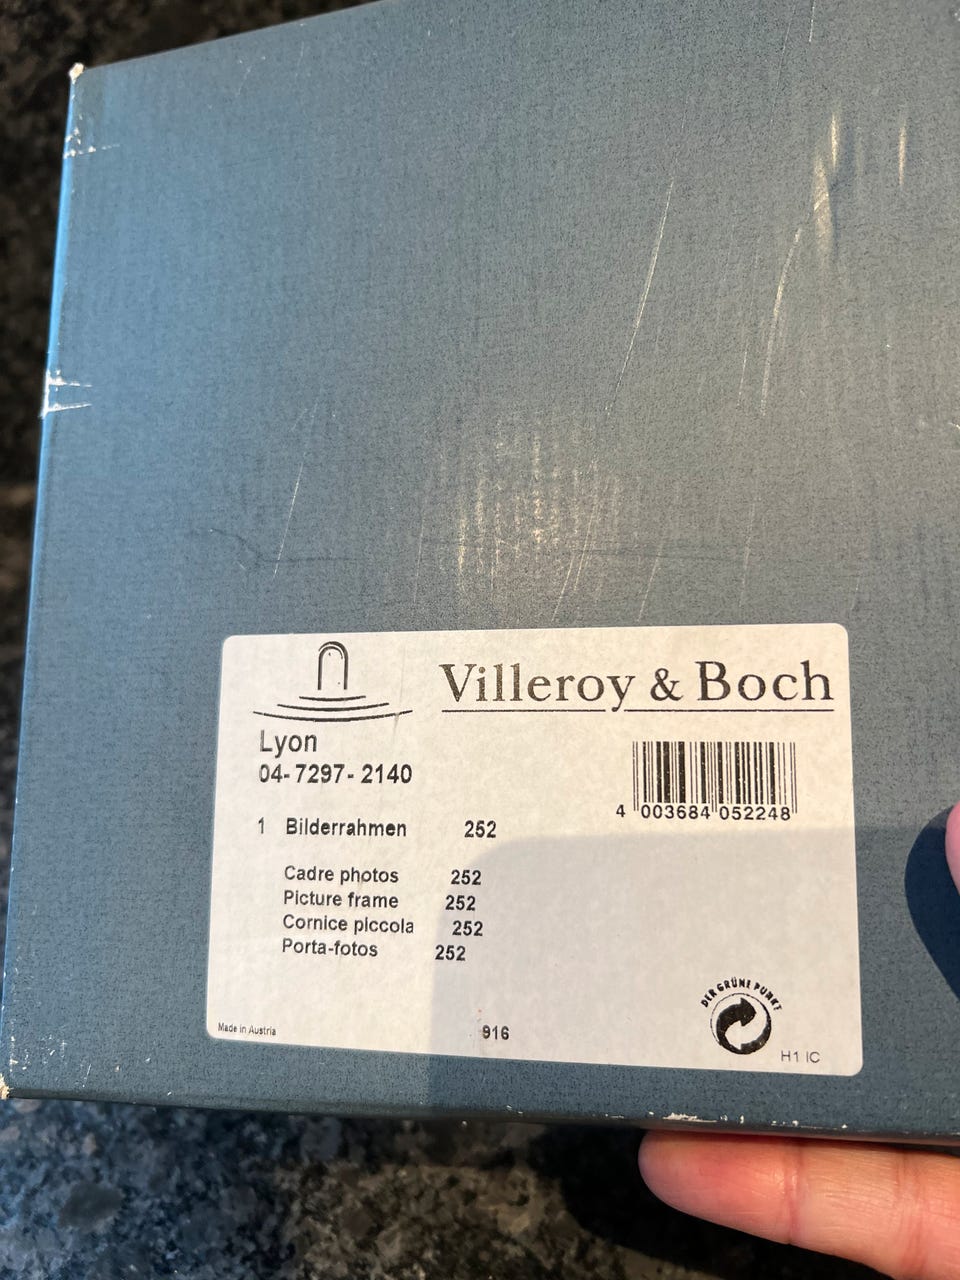 Villeroy & Boch
Lyon
04-7297-2140
4 003684 052248
1 Bilderrahmen 252
Cadre photos 252
Picture frame 252
Cornice piccola 252
Porta-fotos 252
DER GRÜNE PUNKT
Made in Austria
916
H1 IC